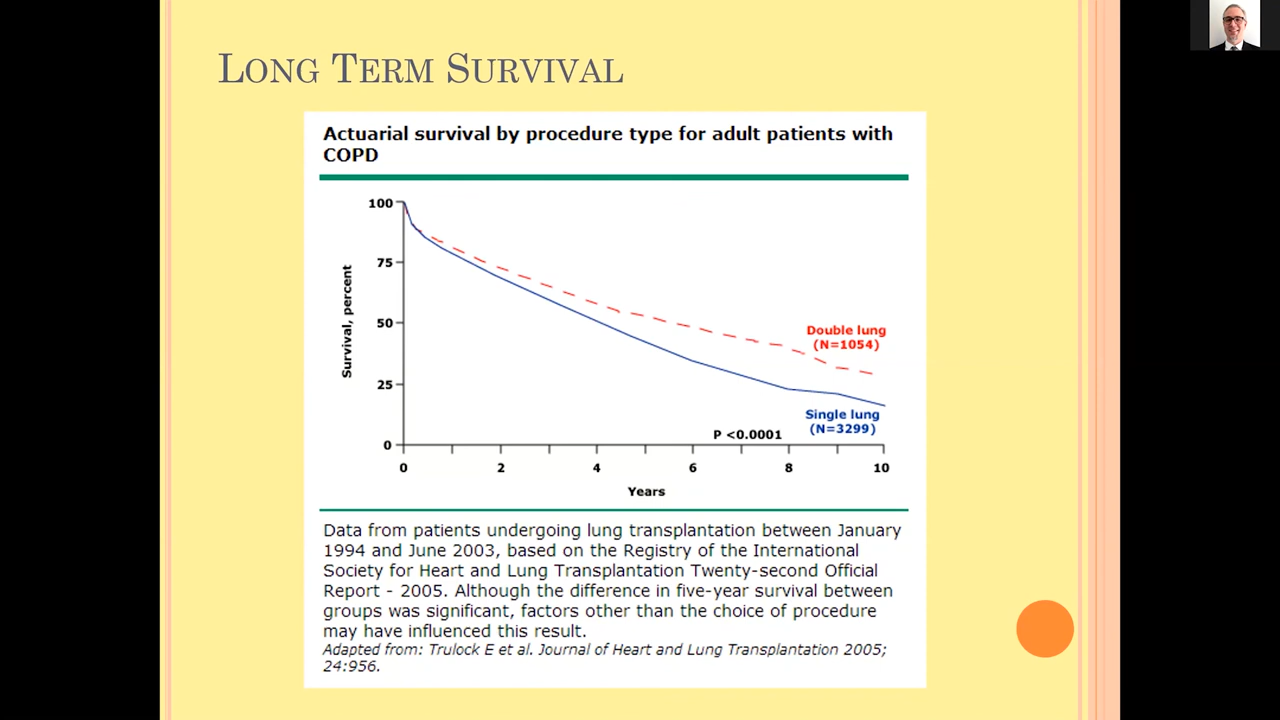 LONG TERM SURVIVAL
Actuarial survival by procedure type for adult patients with
COPD
100
75
50
25
0
Survival, percent
Double lung
(N=1054)
Single lung
(N=3299)
P <0.0001
0 2 4 6 8 10
Years
Data from patients undergoing lung transplantation between January
1994 and June 2003, based on the Registry of the International
Society for Heart and Lung Transplantation Twenty-second Official
Report - 2005. Although the difference in five-year survival between
groups was significant, factors other than the choice of procedure
may have influenced this result.
Adapted from: Trulock E et al. Journal of Heart and Lung Transplantation 2005;
24:956.